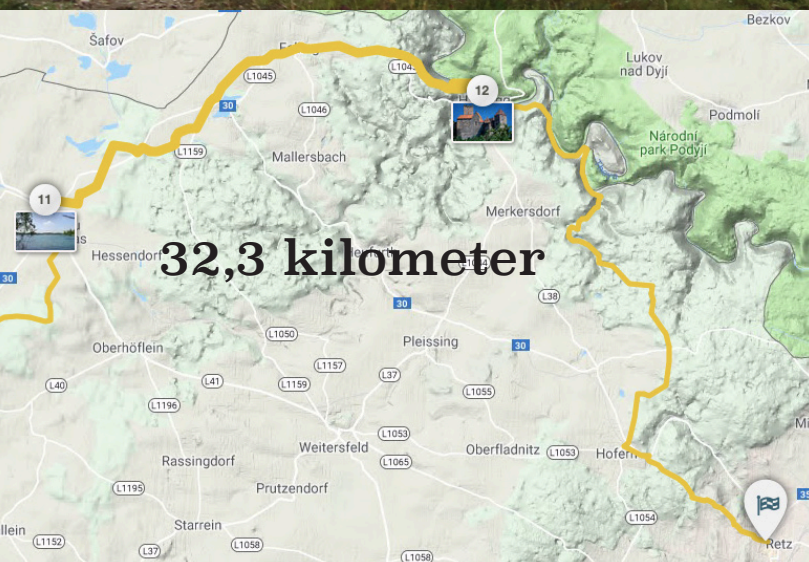 Bezkov
Šafov
Lukov
nad Dyjí
L1045
12
30
L1046
Podmolí
Národní
park Podyjí
L1159
Mallersbach
11
Merkersdorf
Hessendorf
32,3 kilometer
30
L38
30
L1050
Oberhöflein
Pleissing
30
L1157
L37
L40
L41
L1159
L1055
L1196
L1053
Weitersfeld
Oberfladnitz
L1053
Hofern
Rassingdorf
L1065
L1195
Prutzendorf
L1054
Starrein
Retz
L1152
L37
L1058
L1058